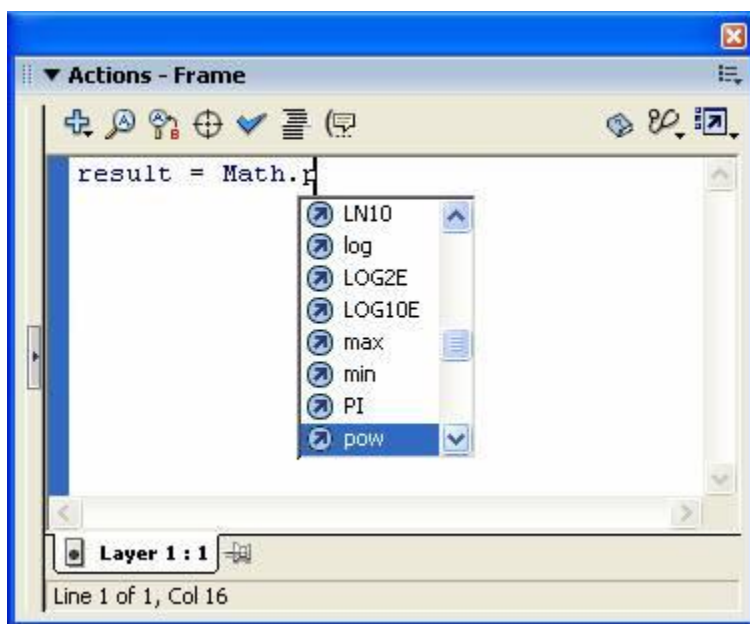 Actions - Frame
result = Math.p
LN10
log
LOG2E
LOG10E
max
min
PI
pow
Layer 1 : 1
Line 1 of 1, Col 16